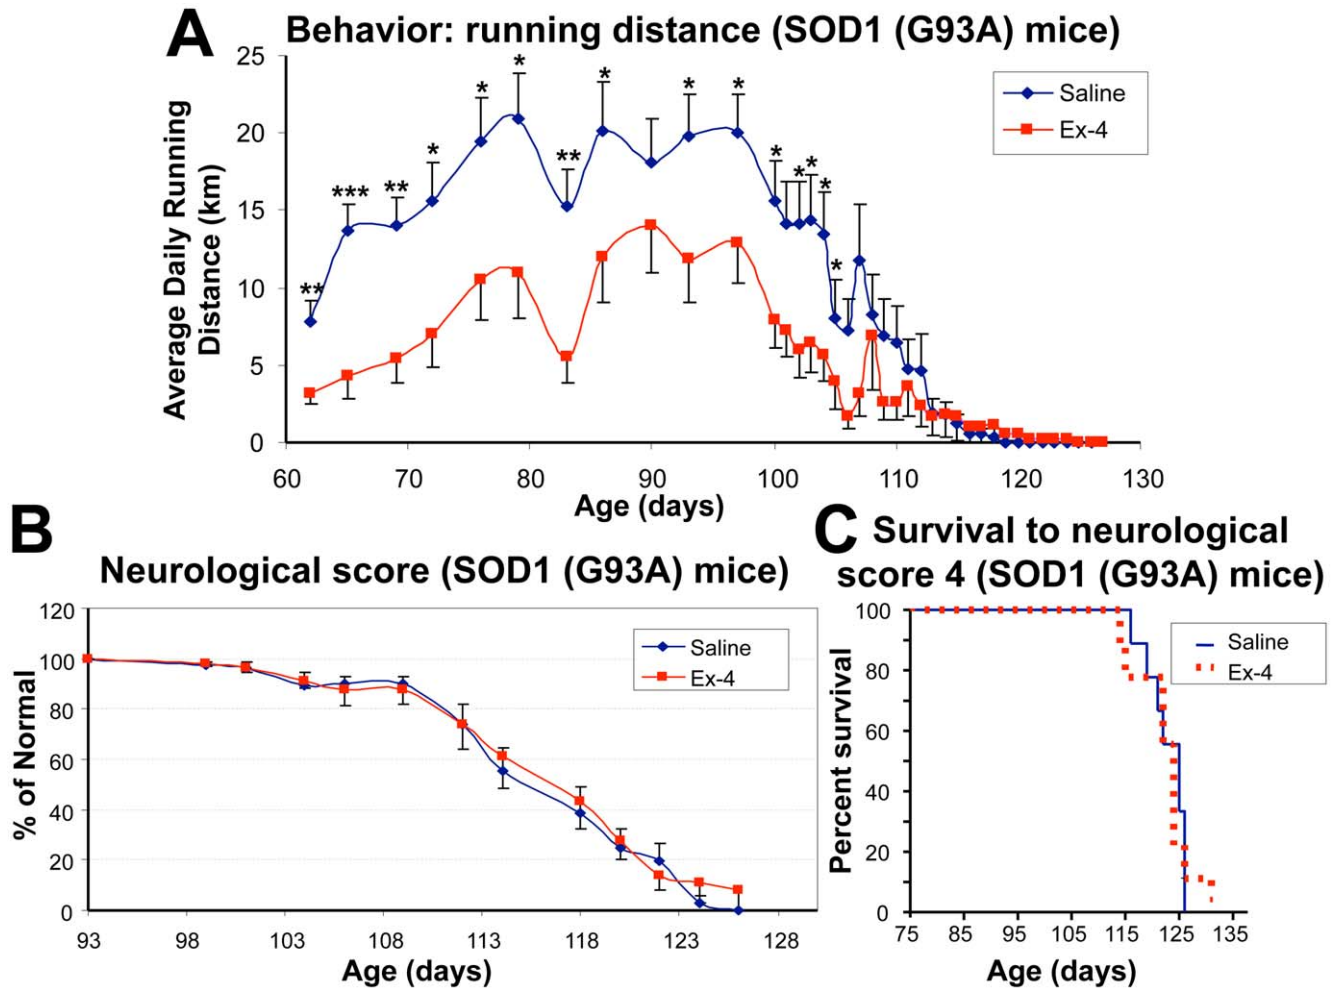 A Behavior: running distance (SOD1 (G93A) mice)
Average Daily Running
Distance (km)
25
20
15
10
5
0
** *** ** * * * ** * * * * * * * *
Saline
Ex-4
60 70 80 90 100 110 120 130
Age (days)
B
Neurological score (SOD1 (G93A) mice)
% of Normal
120
100
80
60
40
20
0
Saline
Ex-4
93 98 103 108 113 118 123 128
Age (days)
C Survival to neurological
score 4 (SOD1 (G93A) mice)
Percent survival
100
80
60
40
20
0
Saline
Ex-4
75 85 95 105 115 125 135
Age (days)